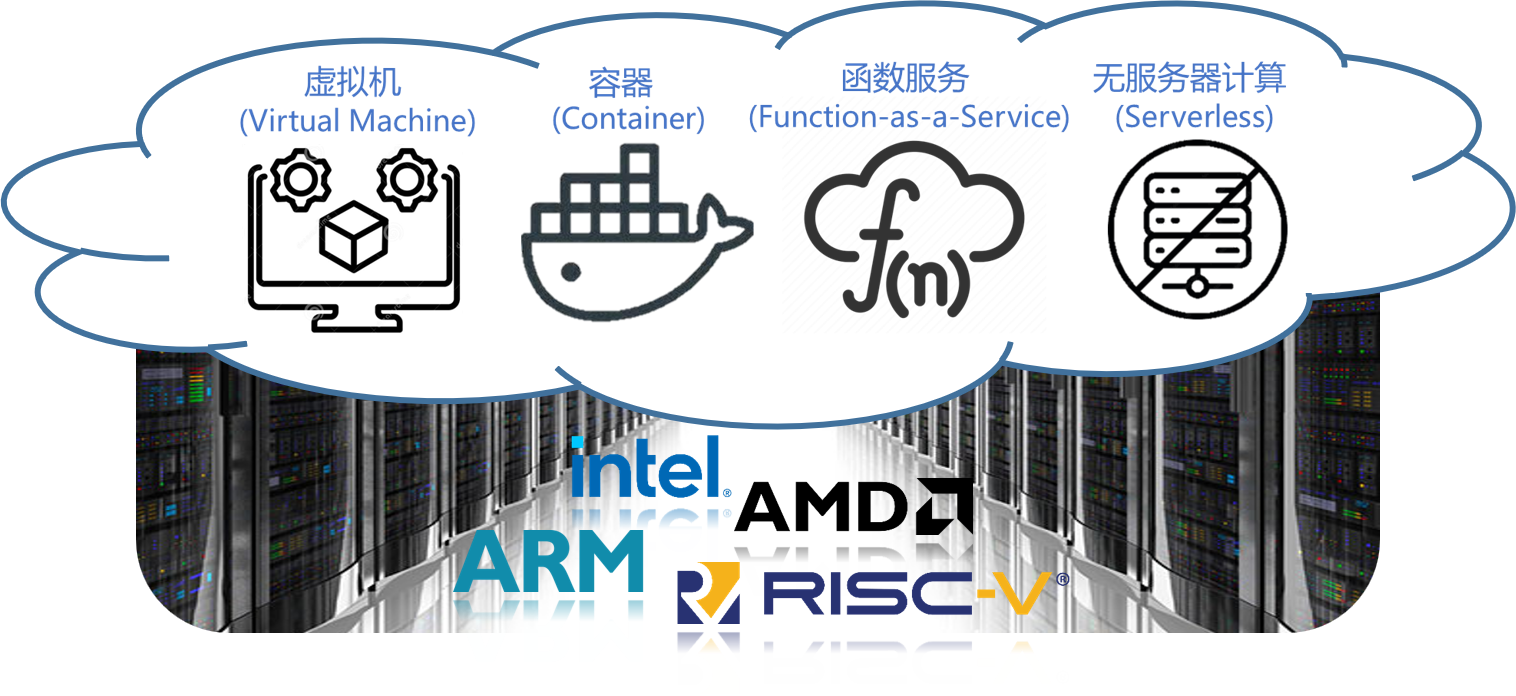 虚拟机
(Virtual Machine)
容器
(Container)
函数服务
(Function-as-a-Service)
无服务器计算
(Serverless)
f(n)
intel®
AMD
ARM
RISC-V®